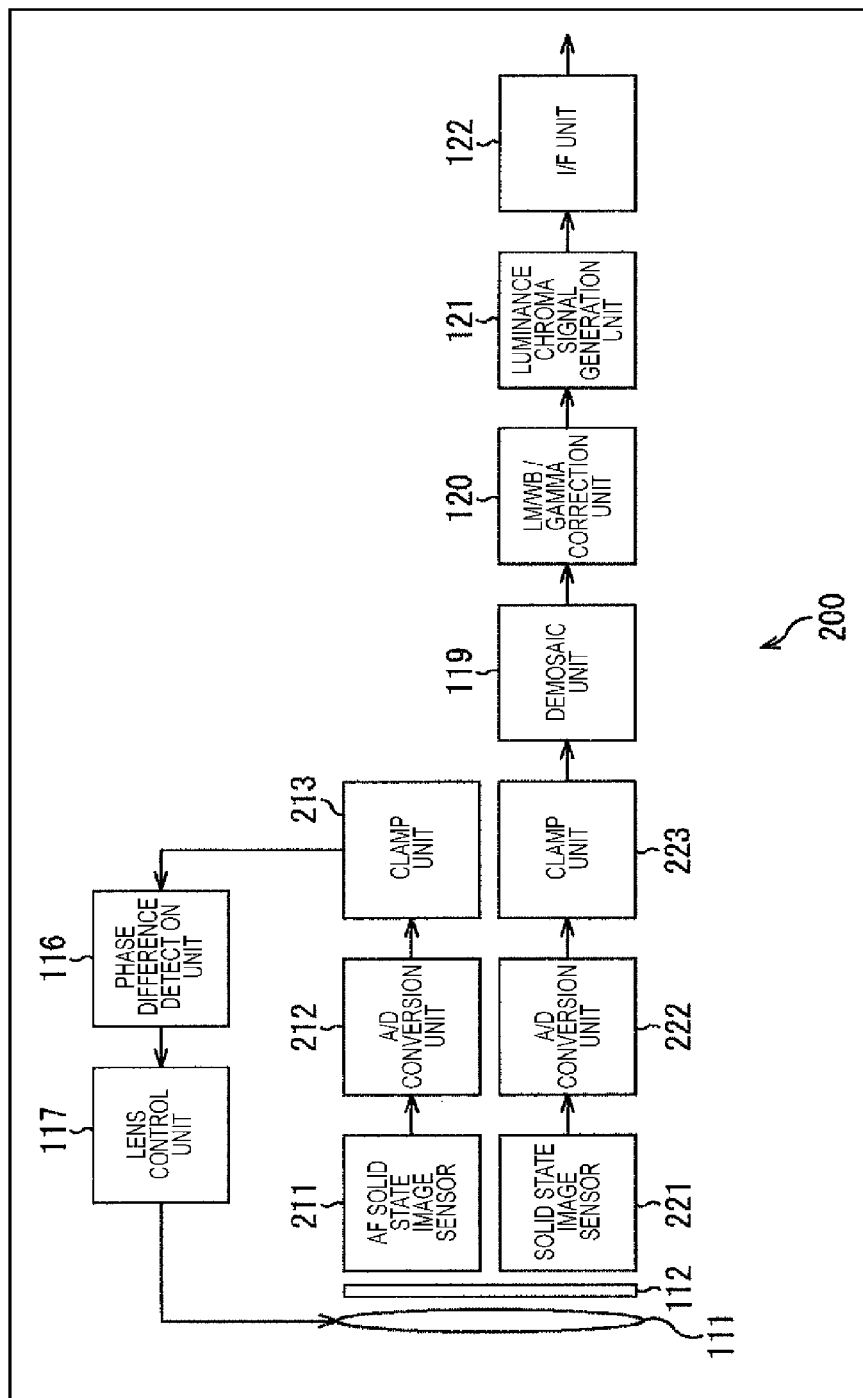 117
LENS
CONTROL
UNIT
116
PHASE
DIFFERENCE
DETECT ON
UNIT
211
AF SOLID
STATE
IMAGE
SENSOR
212
A/D
CONVERSION
UNIT
213
CLAMP
UNIT
SOLID STATE
IMAGE
SENSOR
221
A/D
CONVERSION
UNIT
222
CLAMP
UNIT
223
119
DEMOSAIC
UNIT
120
LM/WB /
GAMMA
CORRECTION
UNIT
121
LUMINANCE
CHROMA
SIGNAL
GENERATION
UNIT
122
I/F UNIT
112
111
200